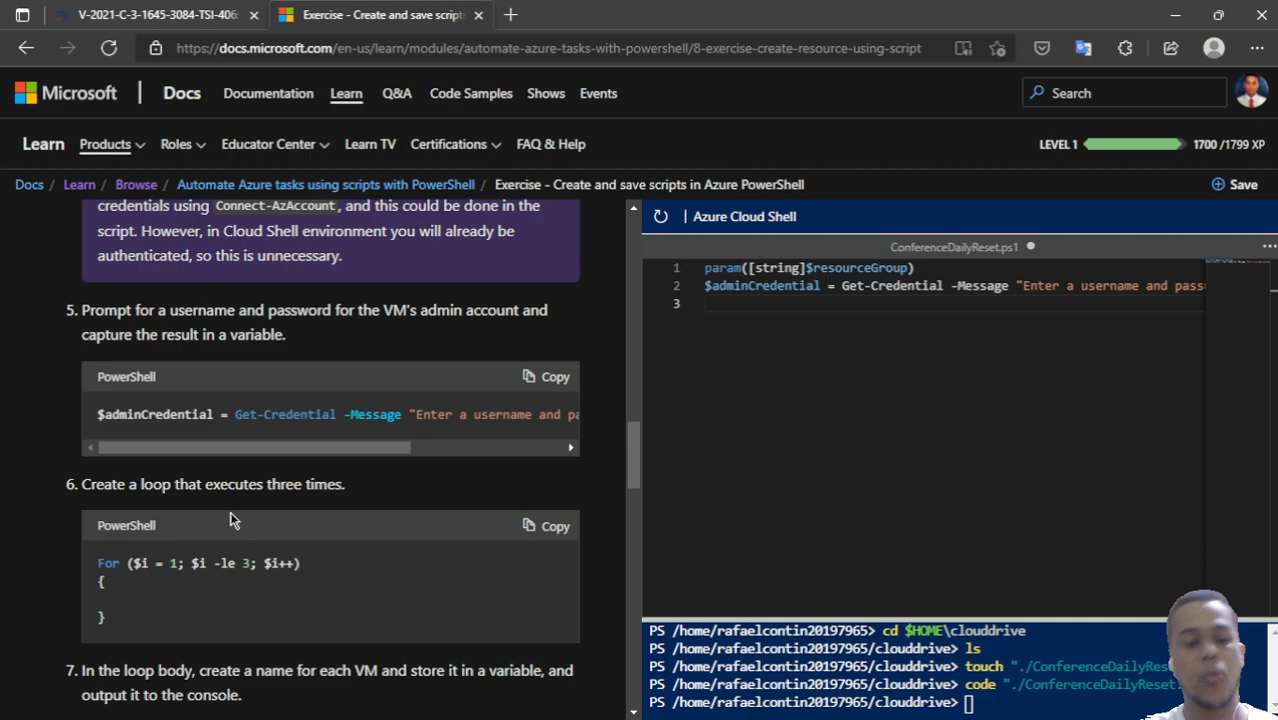 V-2021-C-3-1645-3084-TSI-406
Exercise - Create and save scripts
https://docs.microsoft.com/en-us/learn/modules/automate-azure-tasks-with-powershell/8-exercise-create-resource-using-script
Microsoft Docs Documentation Learn Q&A Code Samples Shows Events Search
Learn Products Roles Educator Center Learn TV Certifications FAQ & Help LEVEL 1 1700 /1799 XP
Docs / Learn / Browse / Automate Azure tasks using scripts with PowerShell / Exercise - Create and save scripts in Azure PowerShell Save
credentials using Connect-AzAccount, and this could be done in the
script. However, in Cloud Shell environment you will already be
authenticated, so this is unnecessary.
5. Prompt for a username and password for the VM's admin account and
capture the result in a variable.
PowerShell Copy
$adminCredential = Get-Credential -Message "Enter a username and pa
6. Create a loop that executes three times.
PowerShell Copy
For ($i = 1; $i -le 3; $i++)
{
}
7. In the loop body, create a name for each VM and store it in a variable, and
output it to the console.
Azure Cloud Shell
ConferenceDailyReset.ps1
1 param([string]$resourceGroup)
2 $adminCredential = Get-Credential -Message "Enter a username and pass
3
PS /home/rafaelcontin20197965> cd $HOME\clouddrive
PS /home/rafaelcontin20197965/clouddrive> ls
PS /home/rafaelcontin20197965/clouddrive> touch "./ConferenceDailyRes
PS /home/rafaelcontin20197965/clouddrive> code "./ConferenceDailyReset.
PS /home/rafaelcontin20197965/clouddrive>